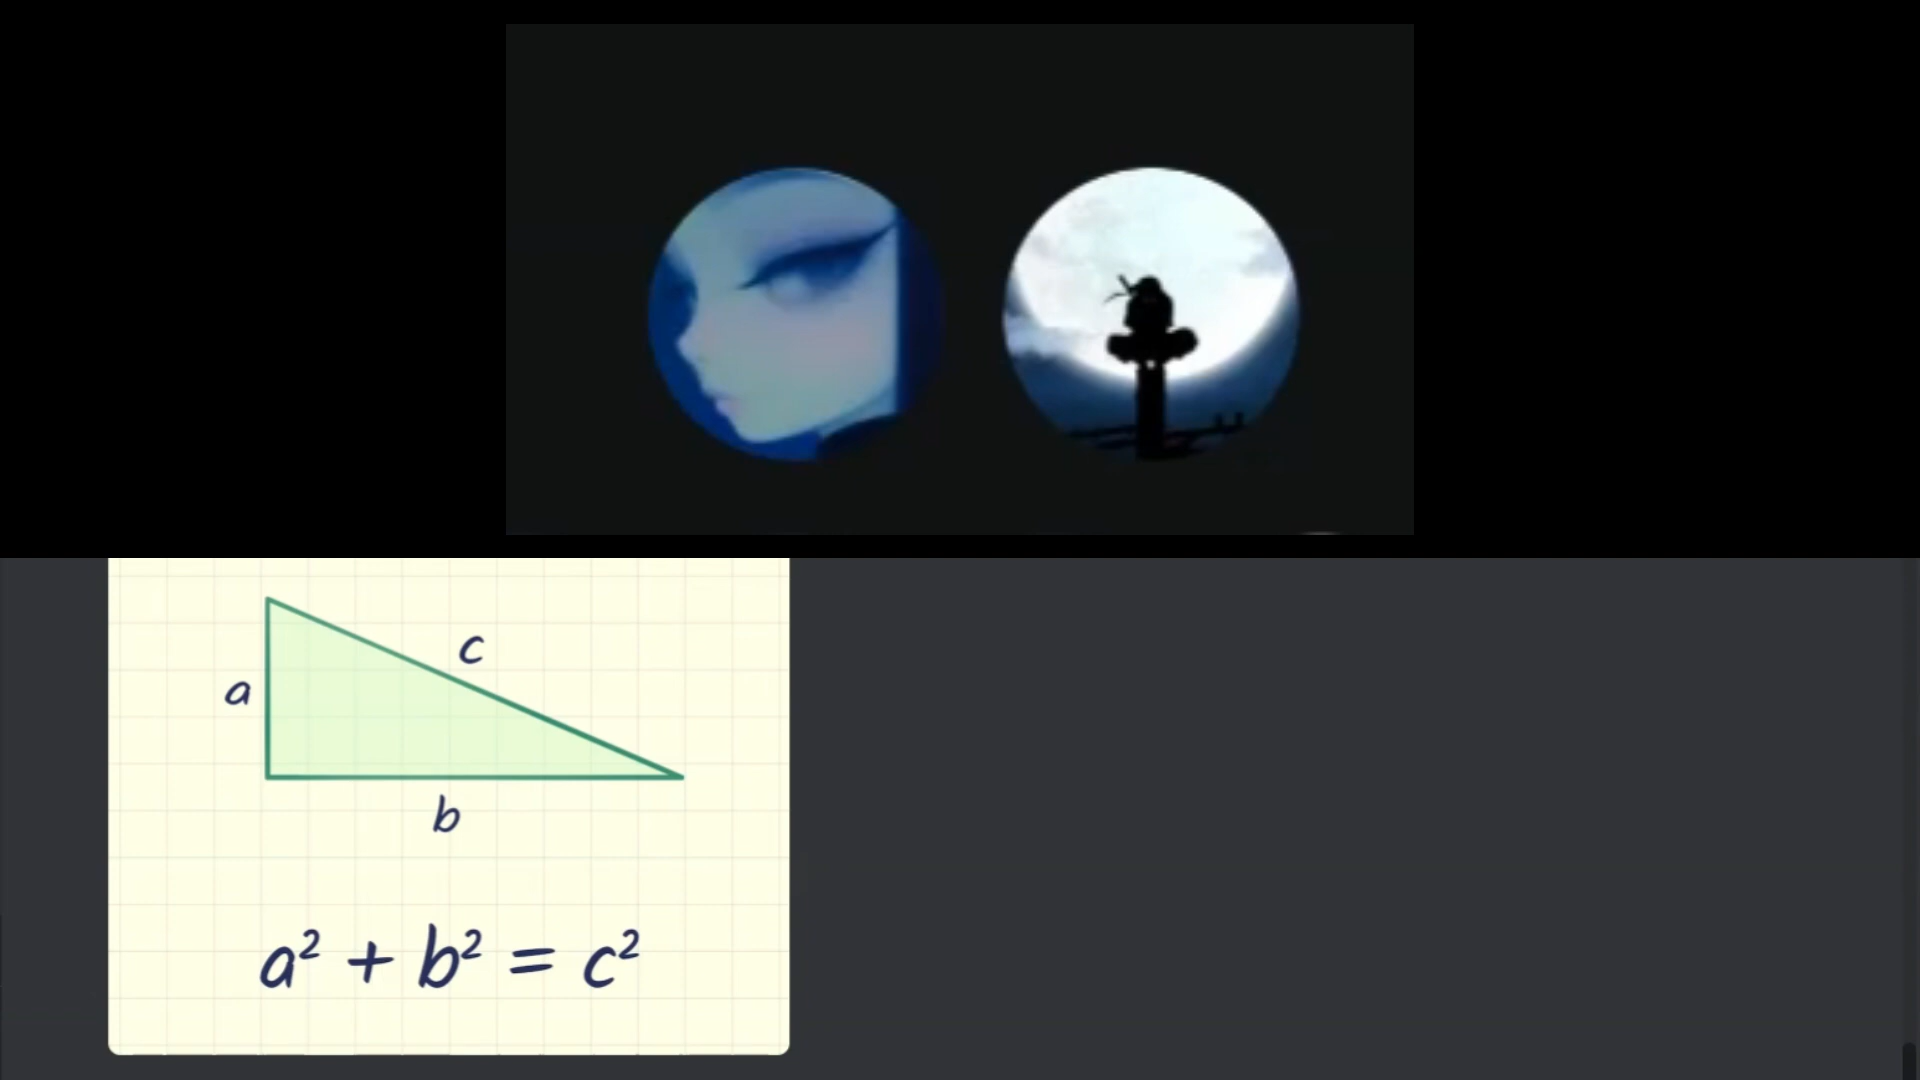 c
a
b
a² + b² = c²